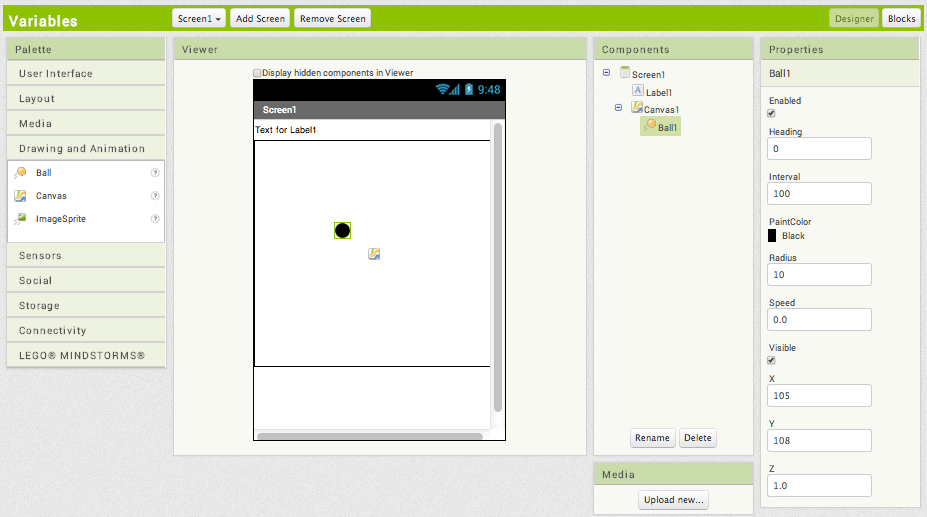 Variables
Screen1
Add Screen
Remove Screen
Designer
Blocks
Palette
User Interface
Layout
Media
Drawing and Animation
Ball
?
Canvas
?
ImageSprite
?
Sensors
Social
Storage
Connectivity
LEGO® MINDSTORMS®
Viewer
Display hidden components in Viewer
9:48
Screen1
Text for Label1
Components
Screen1
A
Label1
Canvas1
Ball1
Rename
Delete
Media
Upload new...
Properties
Ball1
Enabled
Heading
0
Interval
100
PaintColor
Black
Radius
10
Speed
0.0
Visible
X
105
Y
108
Z
1.0